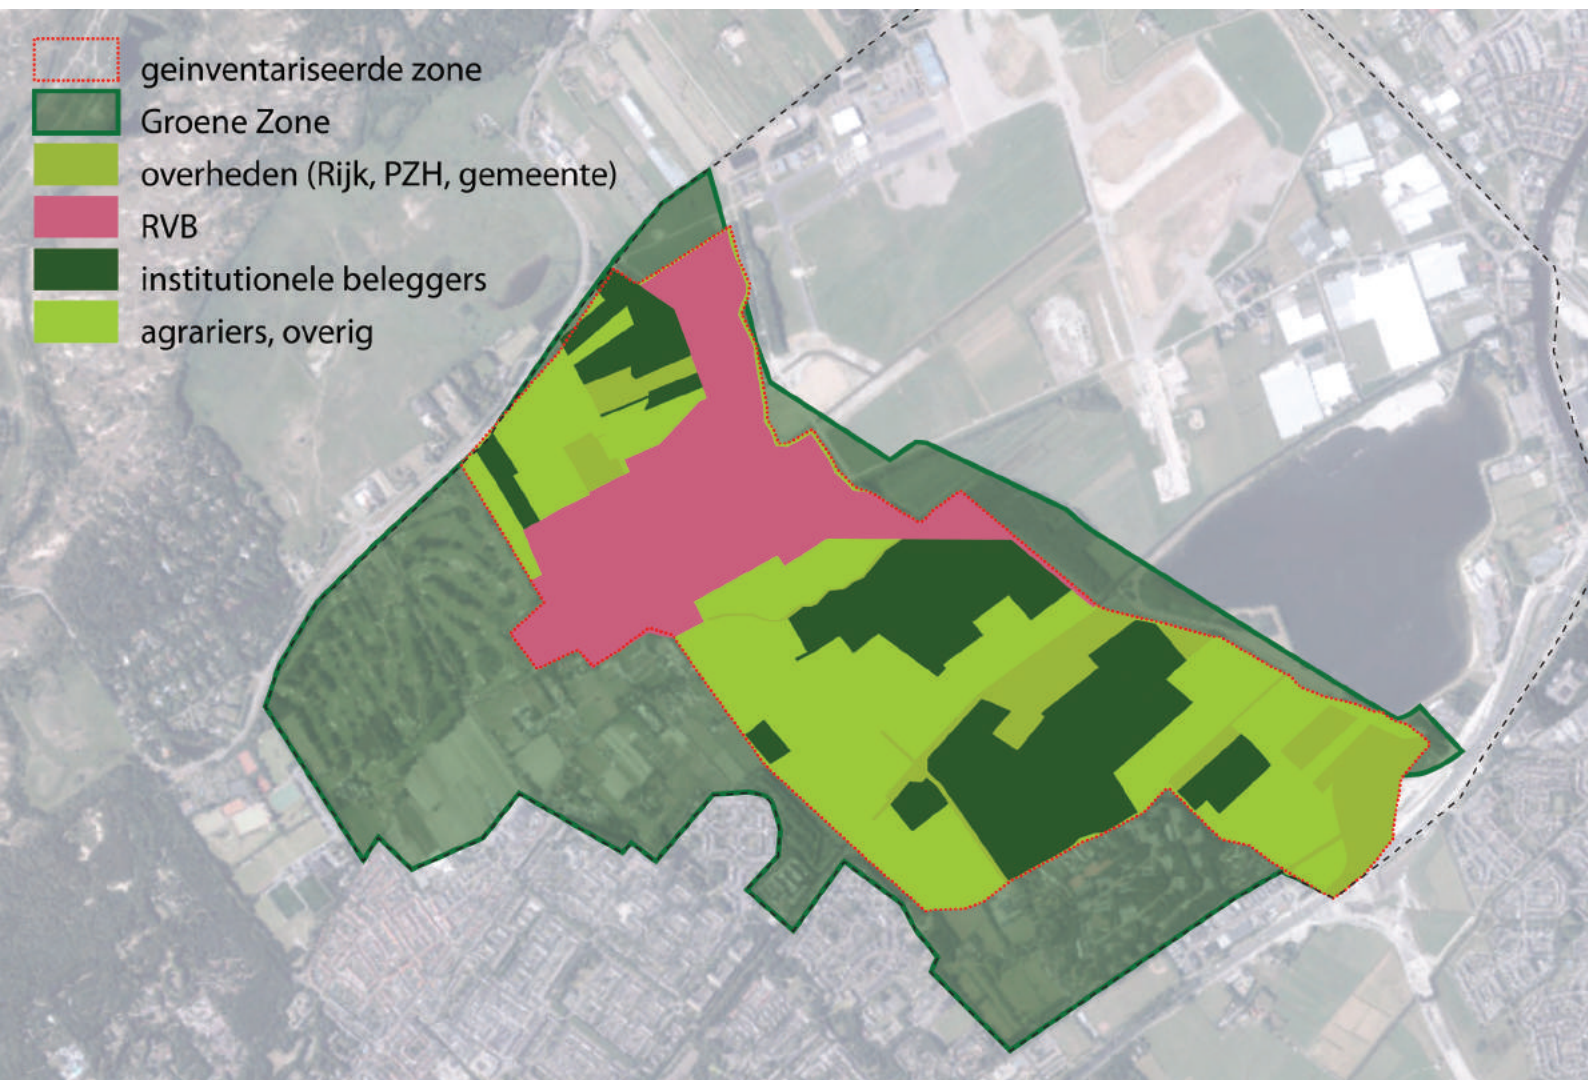 geinventariseerde zone
Groene Zone
overheden (Rijk, PZH, gemeente)
RVB
institutionele beleggers
agrariers, overig